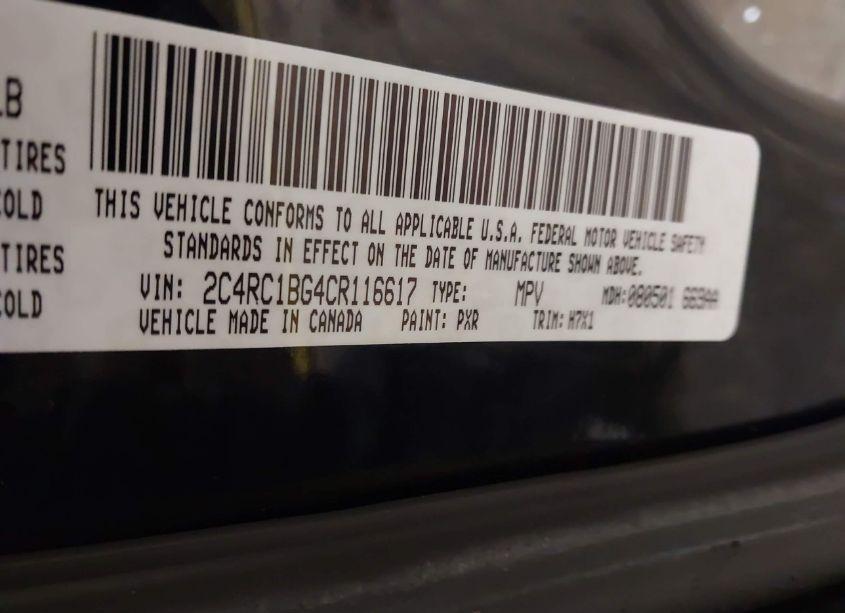 LB
TIRES
COLD
TIRES
COLD
THIS VEHICLE CONFORMS TO ALL APPLICABLE U.S.A. FEDERAL MOTOR VEHICLE SAFETY
STANDARDS IN EFFECT ON THE DATE OF MANUFACTURE SHOWN ABOVE.
VIN: 2C4RC1BG4CR116617 TYPE: MPV MDH:080501 663AA
VEHICLE MADE IN CANADA PAINT: PXR TRIM: H7X1